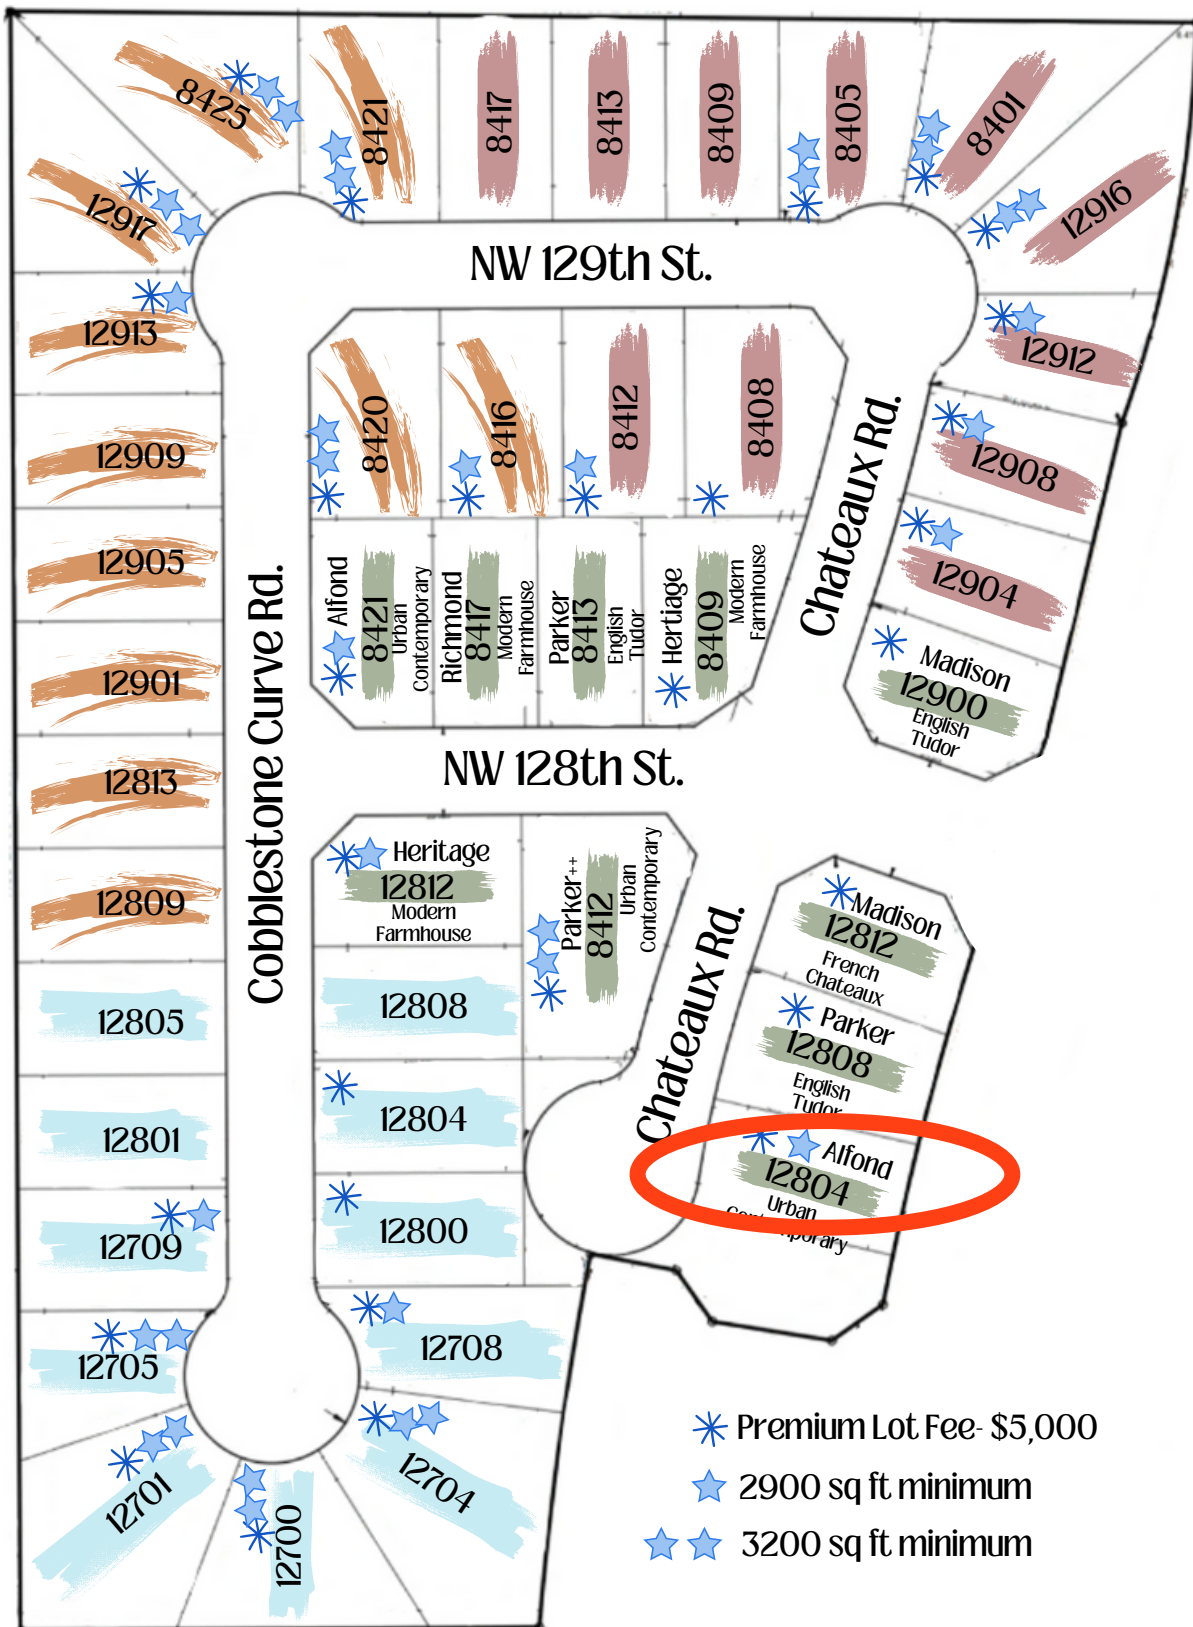 8425
8421
8417
8413
8409
8405
8401
12917
12916
NW 129th St.
12913
12912
12909
8420
8416
8412
8408
Chateaux Rd.
12908
12905
12904
Cobblestone Curve Rd.
Alfond
8421
Urban
Contemporary
Richmond
8417
Modern
Farmhouse
Parker
8413
English
Tudor
Hertiage
8409
Modern
Farmhouse
Madison
12900
English
Tudor
12901
12813
NW 128th St.
12809
Heritage
12812
Modern
Farmhouse
Parker++
8412
Urban
Contemporary
Chateaux Rd.
Madison
12812
French
Chateaux
12805
12808
Parker
12808
English
Tudor
12801
12804
Alfond
12804
Urban
Contemporary
12709
12800
12705
12708
12701
12700
12704
Premium Lot Fee- $5,000
2900 sq ft minimum
3200 sq ft minimum